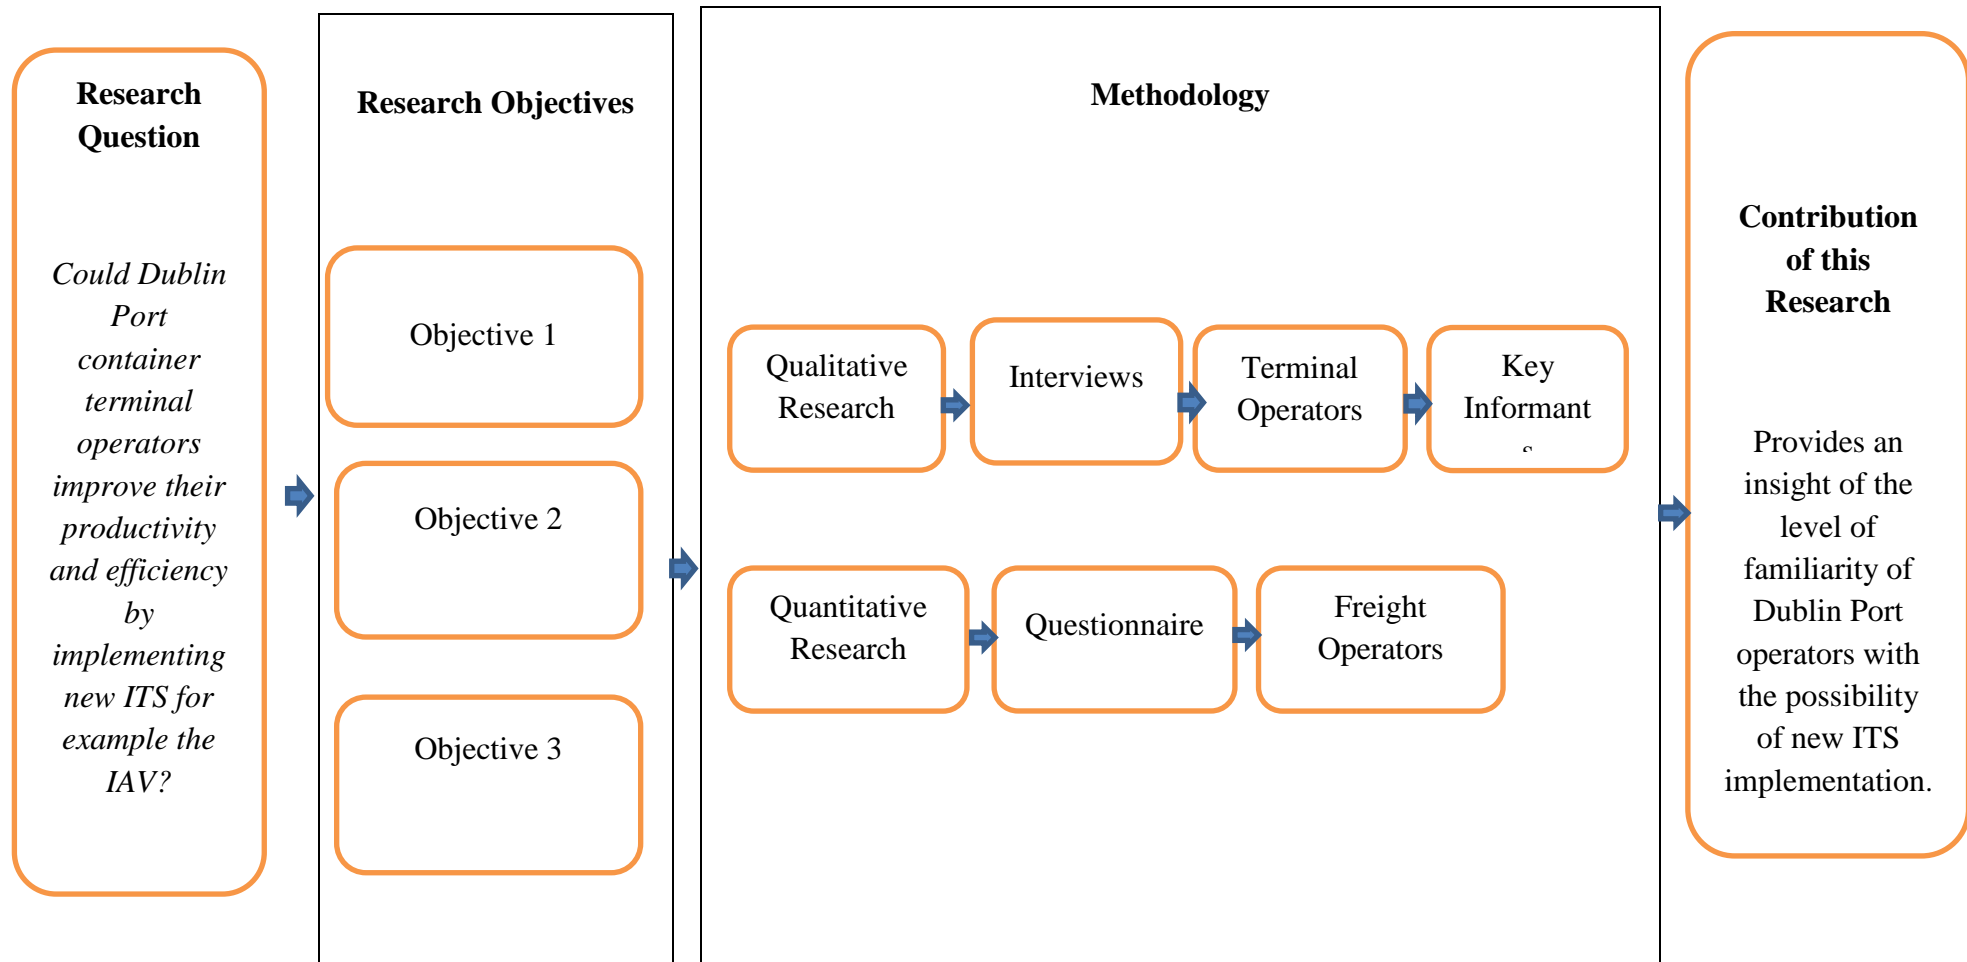 Research
Question
Could Dublin
Port
container
terminal
operators
improve their
productivity
and efficiency
by
implementing
new ITS for
example the
IAV?
Research Objectives
Objective 1
Objective 2
Objective 3
Methodology
Qualitative
Research
Interviews
Terminal
Operators
Key
Informant
s
Quantitative
Research
Questionnaire
Freight
Operators
Contribution
of this
Research
Provides an
insight of the
level of
familiarity of
Dublin Port
operators with
the possibility
of new ITS
implementation.